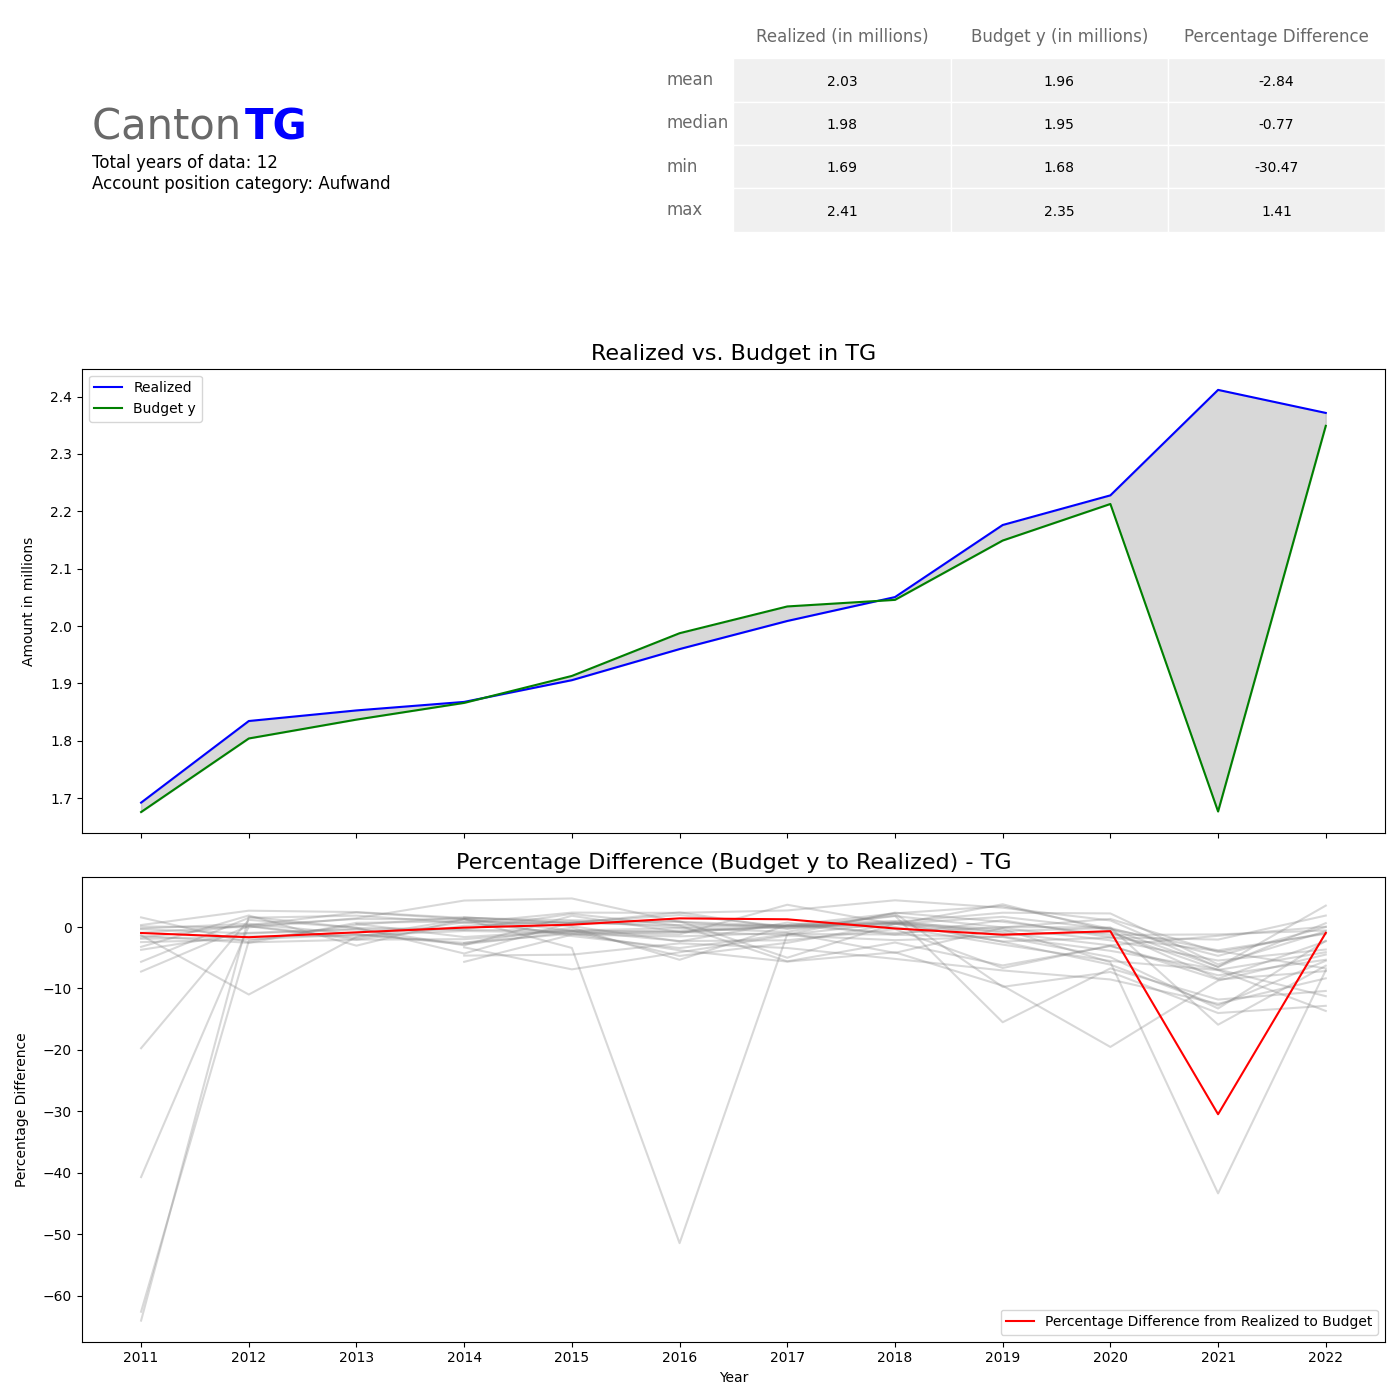 Realized (in millions) Budget y (in millions) Percentage Difference
mean 2.03 1.96 -2.84
median 1.98 1.95 -0.77
min 1.69 1.68 -30.47
max 2.41 2.35 1.41
Canton TG
Total years of data: 12
Account position category: Aufwand
Realized vs. Budget in TG
Realized
Budget y
Amount in millions
2.4
2.3
2.2
2.1
2.0
1.9
1.8
1.7
Percentage Difference (Budget y to Realized) - TG
Percentage Difference
0
−10
−20
−30
−40
−50
−60
Percentage Difference from Realized to Budget
2011 2012 2013 2014 2015 2016 2017 2018 2019 2020 2021 2022
Year